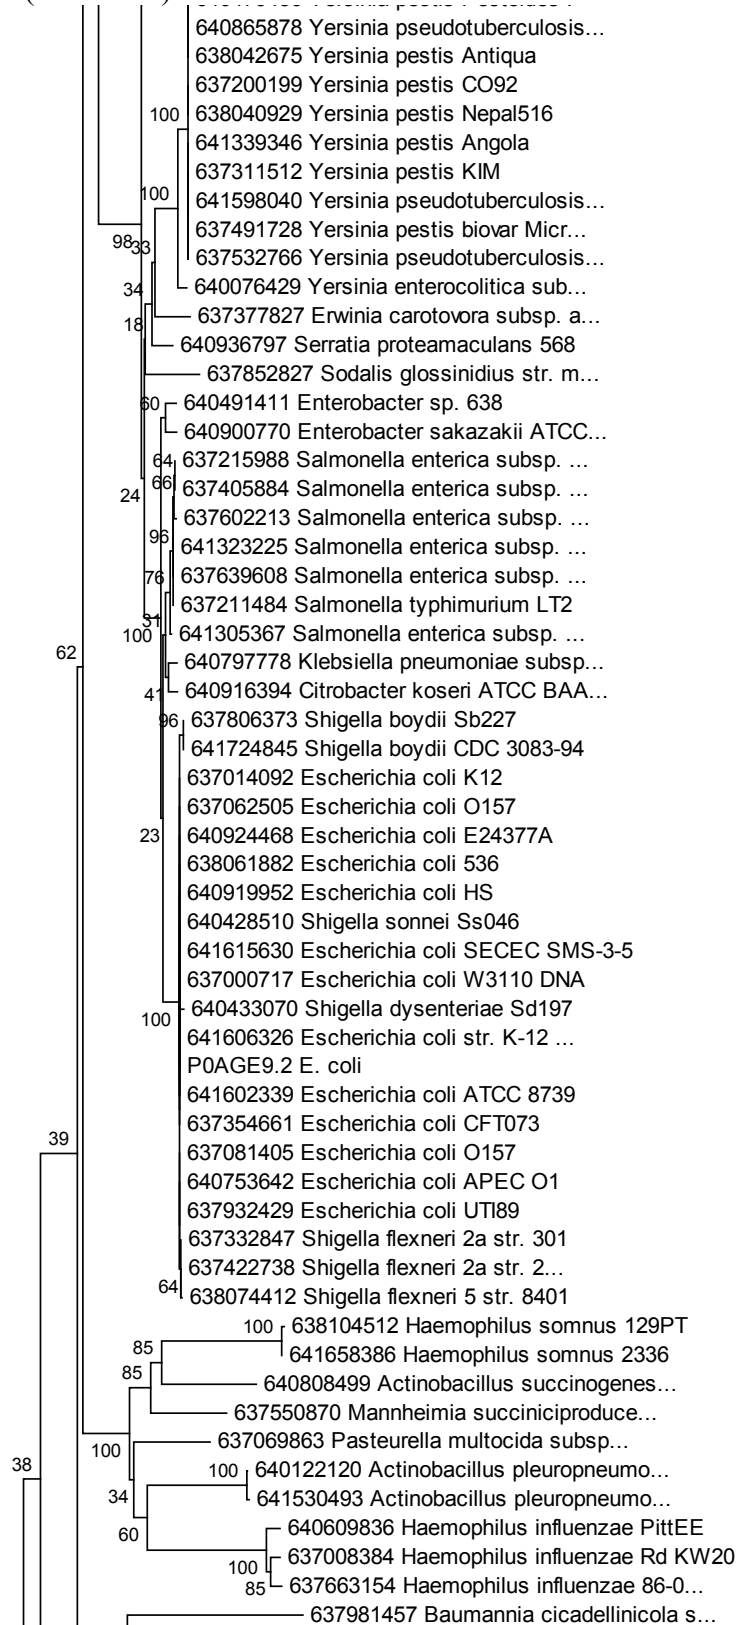 640865878 Yersinia pseudotuberculosis...
638042675 Yersinia pestis Antiqua
637200199 Yersinia pestis CO92
638040929 Yersinia pestis Nepal516
100
641339346 Yersinia pestis Angola
637311512 Yersinia pestis KIM
100
641598040 Yersinia pseudotuberculosis...
637491728 Yersinia pestis biovar Micr...
98
33
637532766 Yersinia pseudotuberculosis...
34
640076429 Yersinia enterocolitica sub...
637377827 Erwinia carotovora subsp. a...
18
640936797 Serratia proteamaculans 568
637852827 Sodalis glossinidius str. m...
60
640491411 Enterobacter sp. 638
640900770 Enterobacter sakazakii ATCC...
64
637215988 Salmonella enterica subsp. ...
66
637405884 Salmonella enterica subsp. ...
24
637602213 Salmonella enterica subsp. ...
96
641323225 Salmonella enterica subsp. ...
76
637639608 Salmonella enterica subsp. ...
637211484 Salmonella typhimurium LT2
31
100
641305367 Salmonella enterica subsp. ...
62
640797778 Klebsiella pneumoniae subsp...
41
640916394 Citrobacter koseri ATCC BAA...
96
637806373 Shigella boydii Sb227
641724845 Shigella boydii CDC 3083-94
637014092 Escherichia coli K12
637062505 Escherichia coli O157
23
640924468 Escherichia coli E24377A
638061882 Escherichia coli 536
640919952 Escherichia coli HS
640428510 Shigella sonnei Ss046
641615630 Escherichia coli SECEC SMS-3-5
637000717 Escherichia coli W3110 DNA
640433070 Shigella dysenteriae Sd197
100
641606326 Escherichia coli str. K-12 ...
P0AGE9.2 E. coli
641602339 Escherichia coli ATCC 8739
637354661 Escherichia coli CFT073
39
637081405 Escherichia coli O157
640753642 Escherichia coli APEC O1
637932429 Escherichia coli UTI89
637332847 Shigella flexneri 2a str. 301
637422738 Shigella flexneri 2a str. 2...
64
638074412 Shigella flexneri 5 str. 8401
100
638104512 Haemophilus somnus 129PT
85
641658386 Haemophilus somnus 2336
85
640808499 Actinobacillus succinogenes...
637550870 Mannheimia succiniciproduce...
100
637069863 Pasteurella multocida subsp...
38
100
640122120 Actinobacillus pleuropneumo...
34
641530493 Actinobacillus pleuropneumo...
60
640609836 Haemophilus influenzae PittEE
100
637008384 Haemophilus influenzae Rd KW20
85
637663154 Haemophilus influenzae 86-0...
637981457 Baumannia cicadellinicola s...